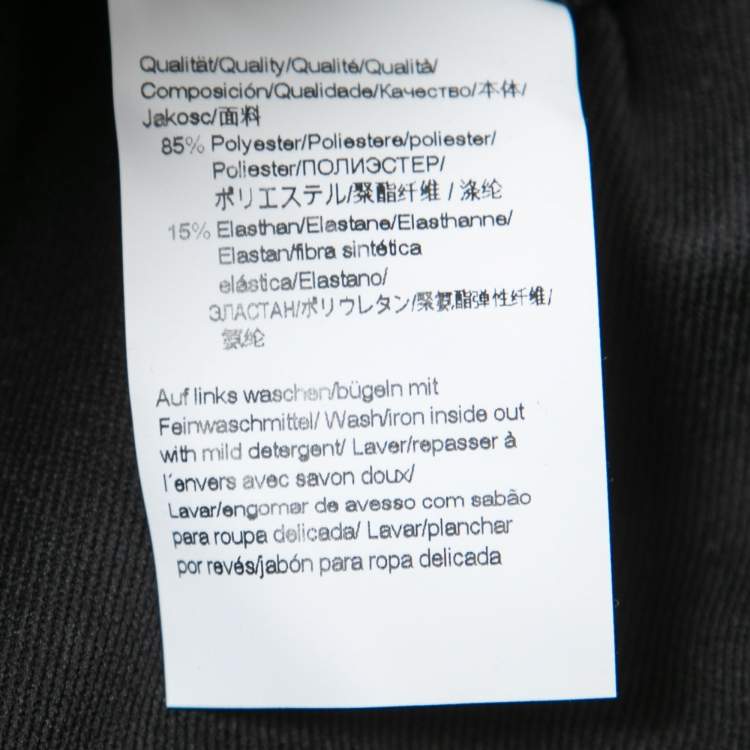 Qualität/Quality/Qualité/Qualità/
Composición/Qualidade/Качество/本体/
Jakosc/面料
85% Polyester/Poliestere/poliester/
Poliester/ПОЛИЭСТЕР/
ポリエステル/聚酯纤维 / 涤纶
15% Elasthan/Elastane/Elasthanne/
Elastan/fibra sintética
elástica/Elastano/
ЭЛАСТАН/ポリウレタン/聚氨酯弹性纤维/
氨纶
Auf links waschen/bügeln mit
Feinwaschmittel/ Wash/iron inside out
with mild detergent/ Laver/repasser à
l´envers avec savon doux/
Lavar/engomar de avesso com sabão
para roupa delicada/ Lavar/planchar
por revés/jabón para ropa delicada